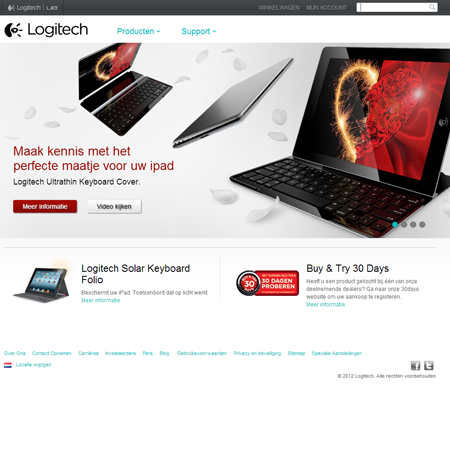 Logitech | UE
WINKELWAGEN MIJN ACCOUNT
Logitech Producten Support
Maak kennis met het
perfecte maatje voor uw ipad
Logitech Ultrathin Keyboard Cover.
Meer informatie Video kijken
Logitech Solar Keyboard
Folio
Beschermt uw iPad. Toetsenbord dat op licht werkt.
Meer informatie
30 DAGEN
PROBEREN
Buy & Try 30 Days
Heeft u een product gekocht bij één van onze
deelnemende dealers? Ga naar onze 30days
website om uw aankoop te registeren.
Meer informatie
Over Ons Contact Opnemen Carrières Investeerders Pers Blog Gebruiksvoorwaarden Privacy en beveiliging Sitemap Speciale Aanbiedingen
Locatie wijzigen
© 2012 Logitech. Alle rechten voorbehouden